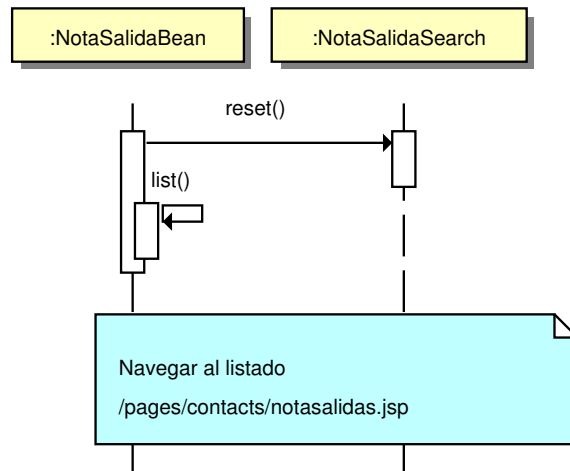 :NotaSalidaBean
:NotaSalidaSearch
reset()
list()
Navegar al listado
/pages/contacts/notasalidas.jsp